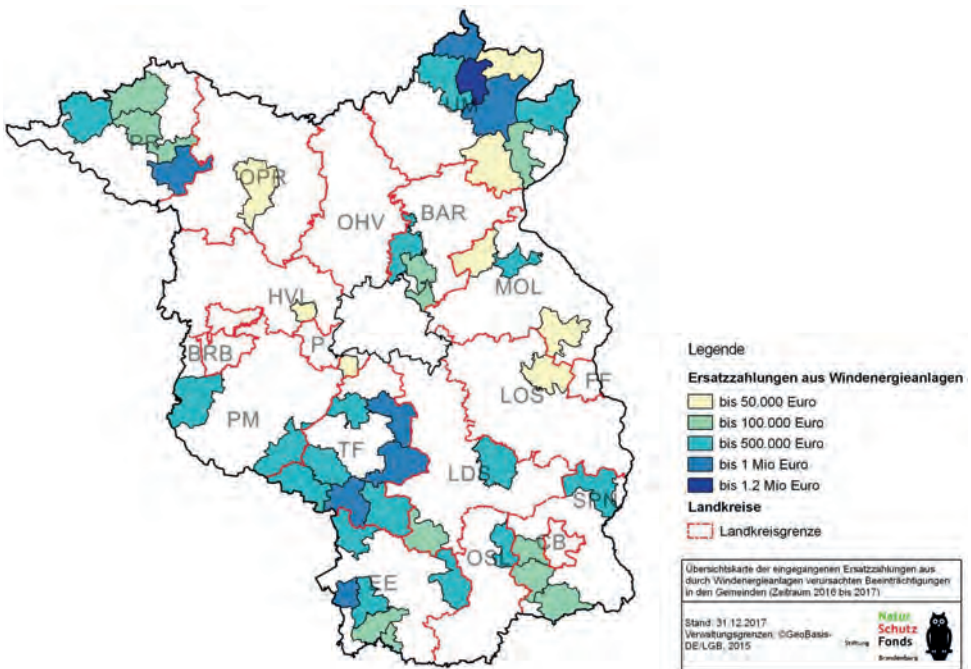 UM
PR
OPR
OHV
BAR
MOL
HVL
P
BRB
PM
LOS
FF
TF
LDS
SPN
OSL
CB
EE
Legende
Ersatzzahlungen aus Windenergieanlagen
bis 50.000 Euro
bis 100.000 Euro
bis 500.000 Euro
bis 1 Mio Euro
bis 1.2 Mio Euro
Landkreise
Landkreisgrenze
Übersichtskarte der eingegangenen Ersatzzahlungen aus
durch Windenergieanlagen verursachten Beeinträchtigungen
in den Gemeinden (Zeitraum 2016 bis 2017)
Stand: 31.12.2017
Verwaltungsgrenzen: ©GeoBasis-
DE/LGB, 2015
Natur
Schutz
Stiftung Fonds
Brandenburg